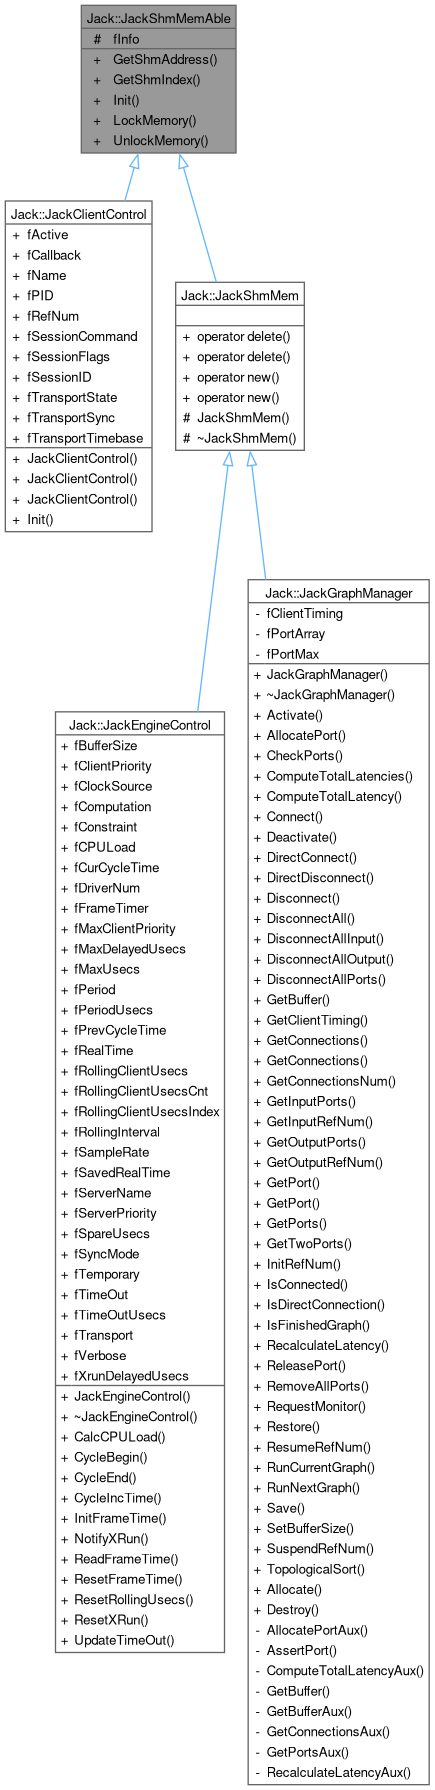 Jack::JackShmMemAble
# fInfo
+ GetShmAddress()
+ GetShmIndex()
+ Init()
+ LockMemory()
+ UnlockMemory()
Jack::JackClientControl
+ fActive
+ fCallback
+ fName
+ fPID
+ fRefNum
+ fSessionCommand
+ fSessionFlags
+ fSessionID
+ fTransportState
+ fTransportSync
+ fTransportTimebase
+ JackClientControl()
+ JackClientControl()
+ JackClientControl()
+ Init()
Jack::JackShmMem
+ operator delete()
+ operator delete()
+ operator new()
+ operator new()
# JackShmMem()
# ~JackShmMem()
Jack::JackEngineControl
+ fBufferSize
+ fClientPriority
+ fClockSource
+ fComputation
+ fConstraint
+ fCPULoad
+ fCurCycleTime
+ fDriverNum
+ fFrameTimer
+ fMaxClientPriority
+ fMaxDelayedUsecs
+ fMaxUsecs
+ fPeriod
+ fPeriodUsecs
+ fPrevCycleTime
+ fRealTime
+ fRollingClientUsecs
+ fRollingClientUsecsCnt
+ fRollingClientUsecsIndex
+ fRollingInterval
+ fSampleRate
+ fSavedRealTime
+ fServerName
+ fServerPriority
+ fSpareUsecs
+ fSyncMode
+ fTemporary
+ fTimeOut
+ fTimeOutUsecs
+ fTransport
+ fVerbose
+ fXrunDelayedUsecs
+ JackEngineControl()
+ ~JackEngineControl()
+ CalcCPULoad()
+ CycleBegin()
+ CycleEnd()
+ CycleIncTime()
+ InitFrameTime()
+ NotifyXRun()
+ ReadFrameTime()
+ ResetFrameTime()
+ ResetRollingUsecs()
+ ResetXRun()
+ UpdateTimeOut()
Jack::JackGraphManager
- fClientTiming
- fPortArray
- fPortMax
+ JackGraphManager()
+ ~JackGraphManager()
+ Activate()
+ AllocatePort()
+ CheckPorts()
+ ComputeTotalLatencies()
+ ComputeTotalLatency()
+ Connect()
+ Deactivate()
+ DirectConnect()
+ DirectDisconnect()
+ Disconnect()
+ DisconnectAll()
+ DisconnectAllInput()
+ DisconnectAllOutput()
+ DisconnectAllPorts()
+ GetBuffer()
+ GetClientTiming()
+ GetConnections()
+ GetConnections()
+ GetConnectionsNum()
+ GetInputPorts()
+ GetInputRefNum()
+ GetOutputPorts()
+ GetOutputRefNum()
+ GetPort()
+ GetPort()
+ GetPorts()
+ GetTwoPorts()
+ InitRefNum()
+ IsConnected()
+ IsDirectConnection()
+ IsFinishedGraph()
+ RecalculateLatency()
+ ReleasePort()
+ RemoveAllPorts()
+ RequestMonitor()
+ Restore()
+ ResumeRefNum()
+ RunCurrentGraph()
+ RunNextGraph()
+ Save()
+ SetBufferSize()
+ SuspendRefNum()
+ TopologicalSort()
+ Allocate()
+ Destroy()
- AllocatePortAux()
- AssertPort()
- ComputeTotalLatencyAux()
- GetBuffer()
- GetBufferAux()
- GetConnectionsAux()
- GetPortsAux()
- RecalculateLatencyAux()